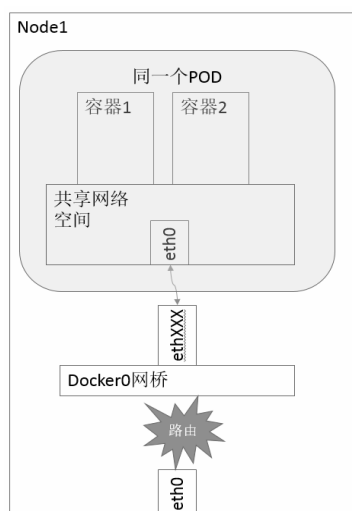 Node1
同一个POD
容器1
容器2
共享网络
空间
eth0
ethXXX
Docker0网桥
路由
eth0